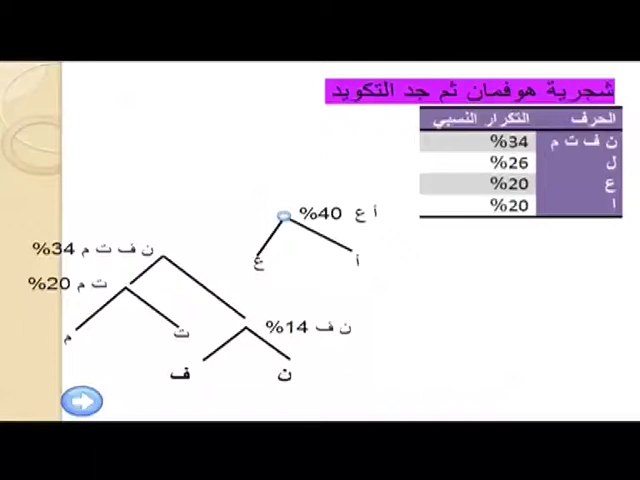 شجرية هوفمان ثم جد التكويد
الحرف التكرار النسبي
ن ف ت م %34
ل %26
ع %20
ا %20
أ ع %40
ع أ
ن ف ت م %34
ت م %20
ن ف %14
م ت
ف ن